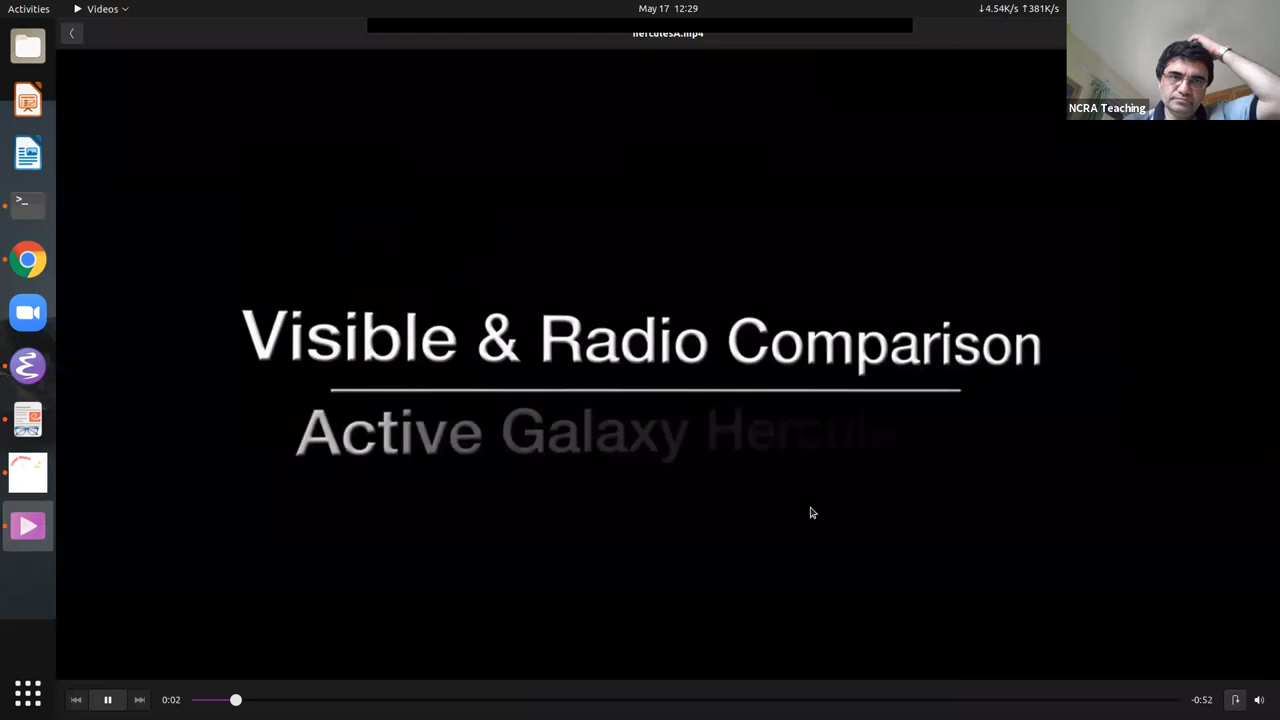 Activities
Videos
May 17 12:29
↓4.54K/s ↑381K/s
herculesA.mp4
NCRA Teaching
>_
Visible & Radio Comparison
Active Galaxy Hercul
0:02
-0:52